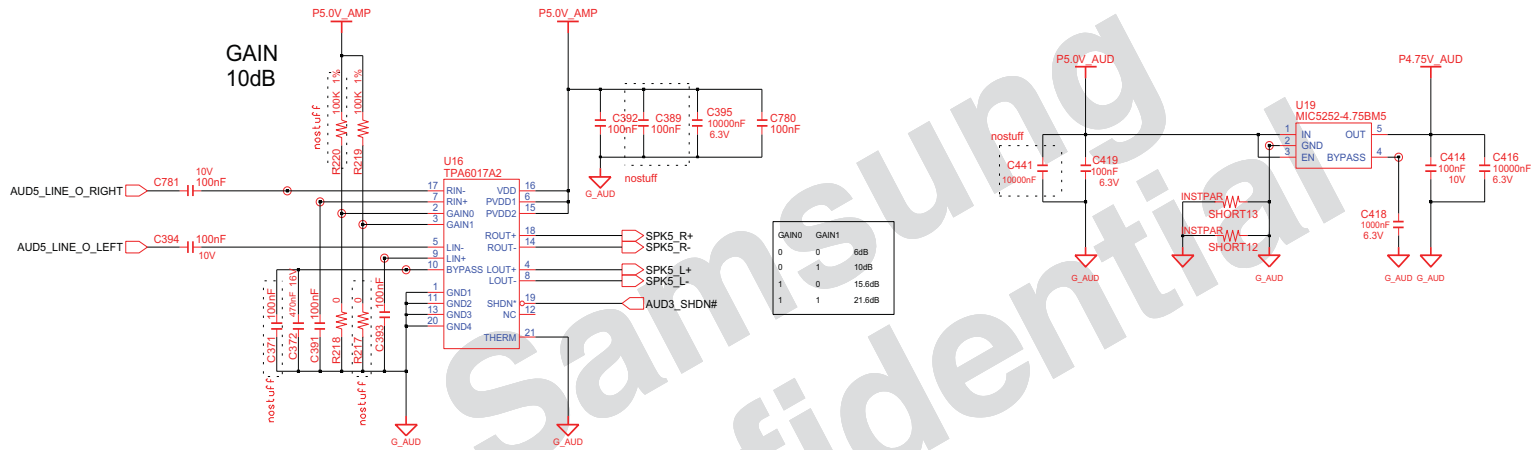 P5.0V_AMP
P5.0V_AMP
GAIN
10dB
nostuff
100K 1%
100K 1%
R220
R219
C392
100nF
C389
100nF
C395
10000nF
6.3V
C780
100nF
nostuff
G_AUD
U16
TPA6017A2
AUD5_LINE_O_RIGHT
C781
10V
100nF
AUD5_LINE_O_LEFT
C394
100nF
10V
17 RIN-
7 RIN+
2 GAIN0
3 GAIN1
5 LIN-
9 LIN+
10 BYPASS
1 GND1
11 GND2
13 GND3
20 GND4
VDD 16
PVDD1 6
PVDD2 15
ROUT+ 18
ROUT- 14
LOUT+ 4
LOUT- 8
SHDN* 19
NC 12
THERM 21
SPK5_R+
SPK5_R-
SPK5_L+
SPK5_L-
AUD3_SHDN#
C371
100nF
C372
470nF 16V
C391
100nF
R218
0
R217
0
C393
100nF
nostuff
nostuff
G_AUD
G_AUD
GAIN0 GAIN1
0 0 6dB
0 1 10dB
1 0 15.6dB
1 1 21.6dB
P5.0V_AUD
P4.75V_AUD
U19
MIC5252-4.75BM5
1 IN
2 GND
3 EN
OUT 5
BYPASS 4
nostuff
C441
10000nF
C419
100nF
6.3V
C414
100nF
10V
C416
10000nF
6.3V
C418
1000nF
6.3V
INSTPAR
SHORT13
INSTPAR
SHORT12
G_AUD
G_AUD
G_AUD
G_AUD
G_AUD
Samsung
Confidential